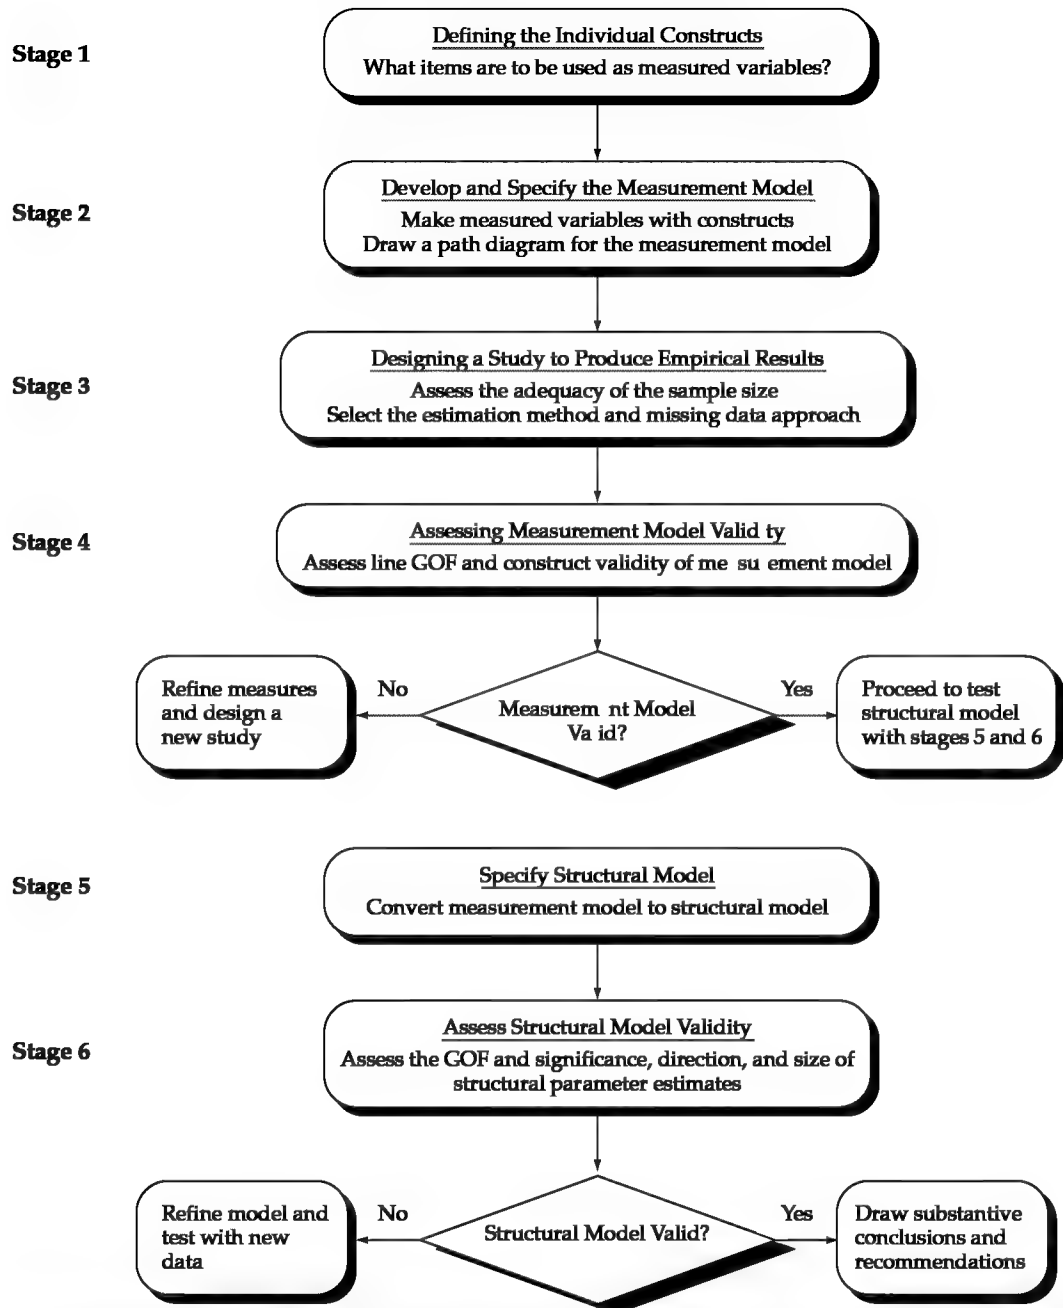 Stage 1
Defining the Individual Constructs
What items are to be used as measured variables?
Stage 2
Develop and Specify the Measurement Model
Make measured variables with constructs
Draw a path diagram for the measurement model
Stage 3
Designing a Study to Produce Empirical Results
Assess the adequacy of the sample size
Select the estimation method and missing data approach
Stage 4
Assessing Measurement Model Valid ty
Assess line GOF and construct validity of me su ement model
Refine measures
and design a
new study
No
Measurem nt Model
Va id?
Yes
Proceed to test
structural model
with stages 5 and 6
Stage 5
Specify Structural Model
Convert measurement model to structural model
Stage 6
Assess Structural Model Validity
Assess the GOF and significance, direction, and size of
structural parameter estimates
Refine model and
test with new
data
No
Structural Model Valid?
Yes
Draw substantive
conclusions and
recommendations